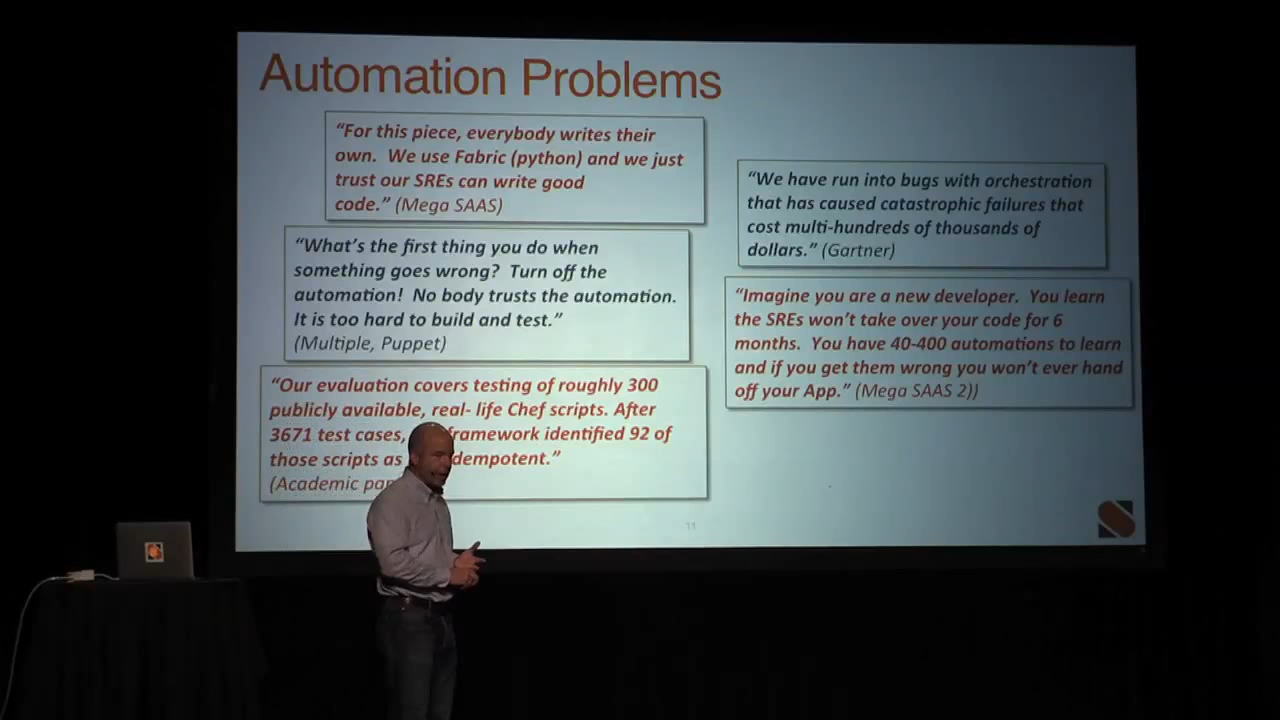 Automation Problems
“For this piece, everybody writes their
own. We use Fabric (python) and we just
trust our SREs can write good
code.” (Mega SAAS)
“What’s the first thing you do when
something goes wrong? Turn off the
automation! No body trusts the automation.
It is too hard to build and test.”
(Multiple, Puppet)
“Our evaluation covers testing of roughly 300
publicly available, real- life Chef scripts. After
3671 test cases, framework identified 92 of
those scripts as idempotent.”
(Academic
“We have run into bugs with orchestration
that has caused catastrophic failures that
cost multi-hundreds of thousands of
dollars.” (Gartner)
“Imagine you are a new developer. You learn
the SREs won’t take over your code for 6
months. You have 40-400 automations to learn
and if you get them wrong you won’t ever hand
off your App.” (Mega SAAS 2))
11